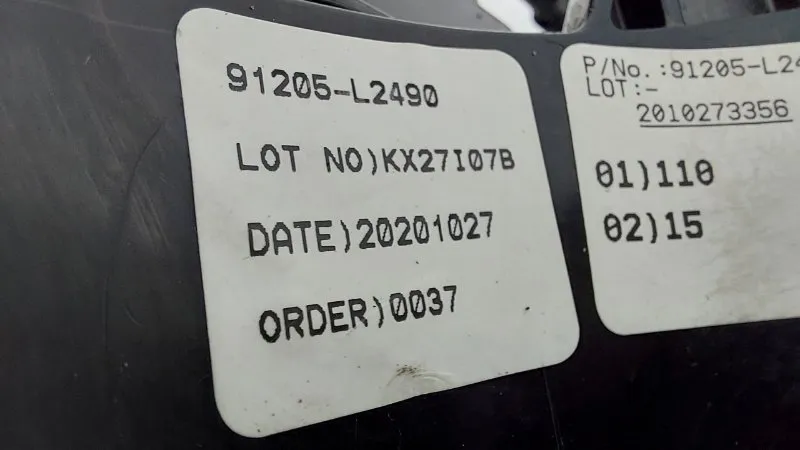 91205-L2490
LOT NO)KX27I07B
DATE)20201027
ORDER)0037
P/No.:91205-L24
LOT:-
2010273356
01)110
02)15